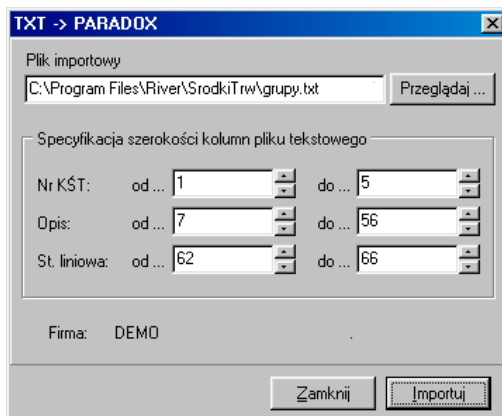 TXT -> PARADOX
Plik importowy
C:\Program Files\River\SrodkiTrw\grupy.txt Przeglądaj ...
Specyfikacja szerokości kolumn pliku tekstowego
Nr KŚT: od ... 1 do ... 5
Opis: od ... 7 do ... 56
St. liniowa: od ... 62 do ... 66
Firma: DEMO .
Zamknij Importuj